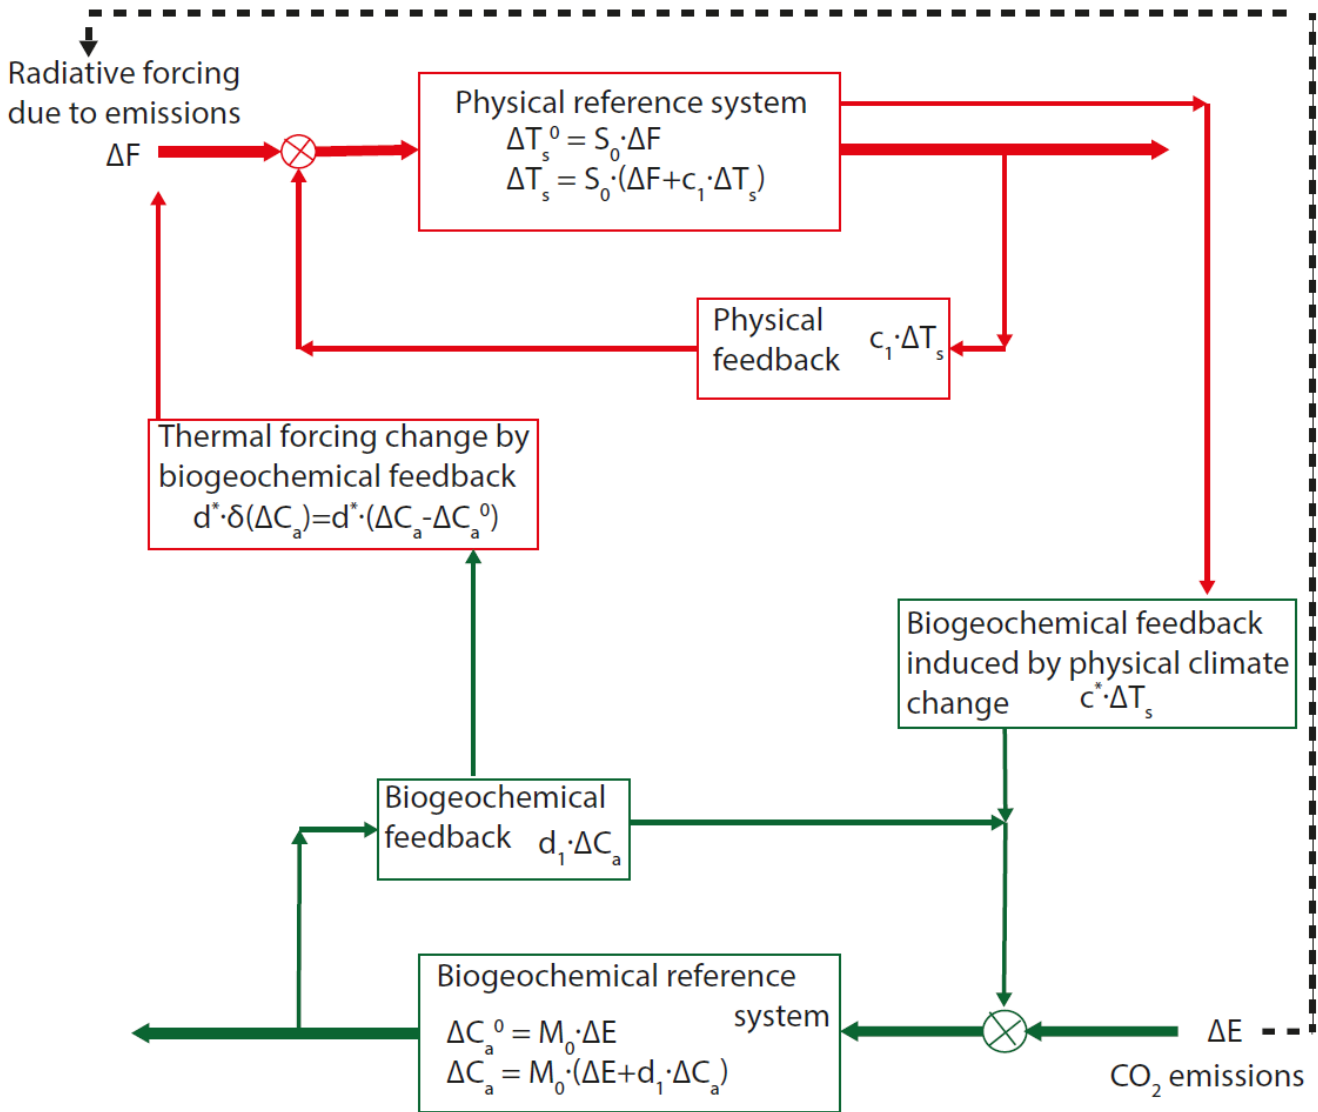 Radiative forcing
due to emissions
ΔF
Physical reference system
ΔTₛ⁰ = S₀·ΔF
ΔTₛ = S₀·(ΔF+c₁·ΔTₛ)
Physical
feedback
c₁·ΔTₛ
Thermal forcing change by
biogeochemical feedback
d*·δ(ΔCₐ)=d*·(ΔCₐ-ΔCₐ⁰)
Biogeochemical feedback
induced by physical climate
change c*·ΔTₛ
Biogeochemical
feedback d₁·ΔCₐ
Biogeochemical reference
system
ΔCₐ⁰ = M₀·ΔE
ΔCₐ = M₀·(ΔE+d₁·ΔCₐ)
ΔE
CO₂ emissions